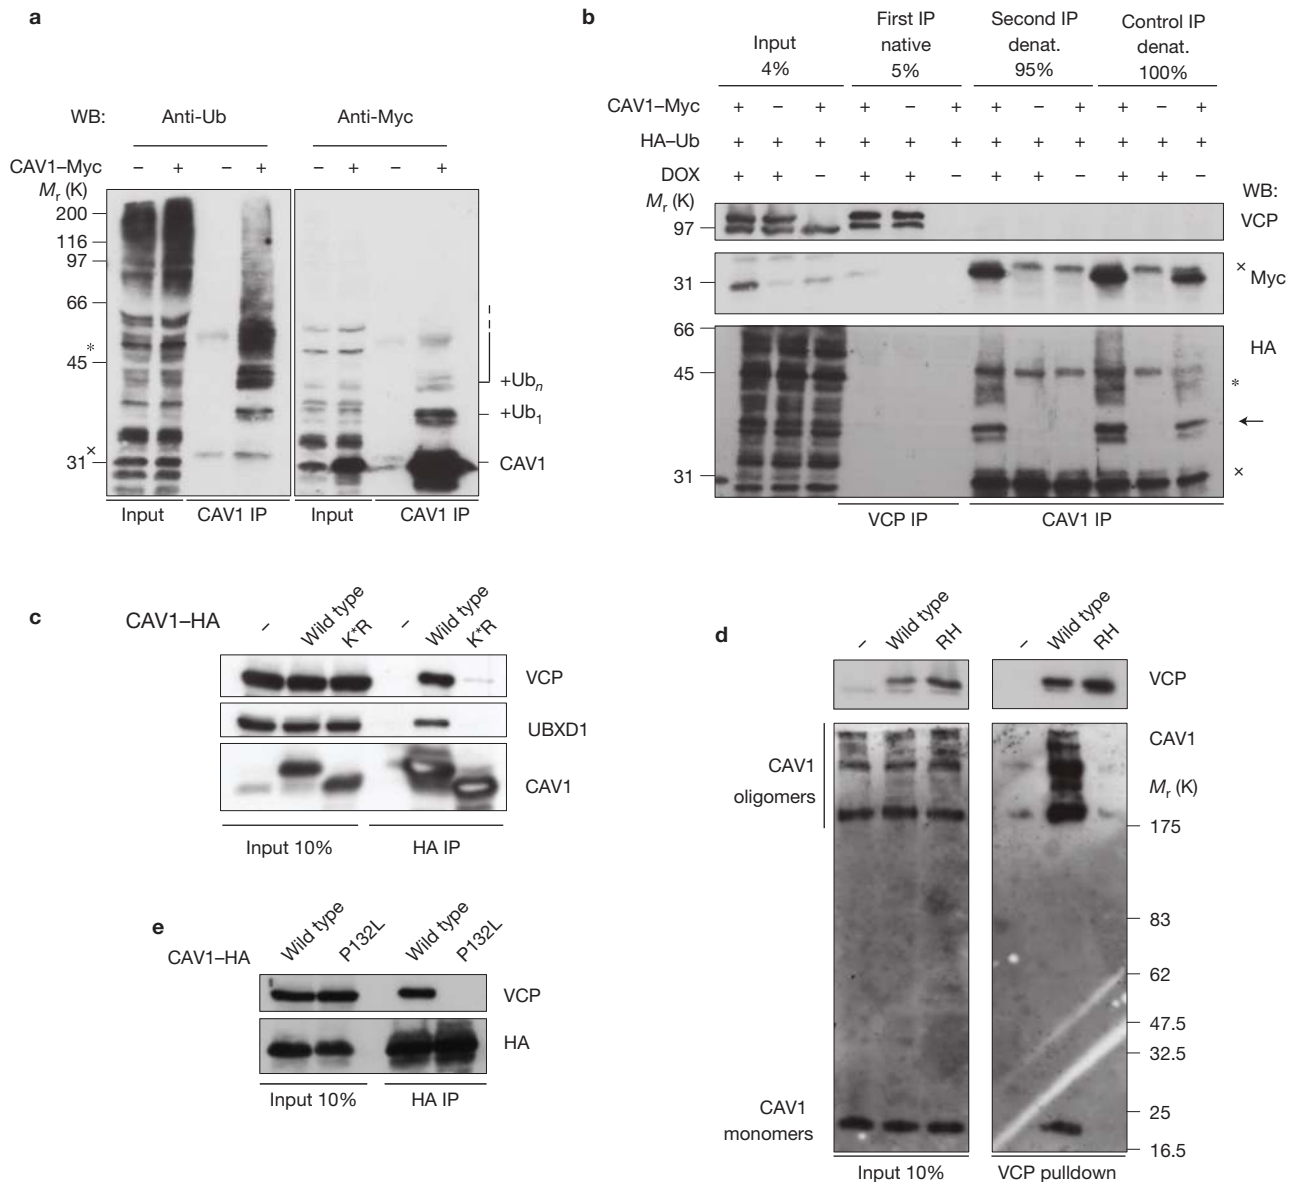 a
WB: Anti-Ub Anti-Myc
CAV1–Myc – + – + – + – +
Mr (K)
200
116
97
66
*
45
×
31
+Ubn
+Ub1
CAV1
Input CAV1 IP Input CAV1 IP
b
Input 4%
First IP native 5%
Second IP denat. 95%
Control IP denat. 100%
CAV1–Myc + – + + – + + – + + – +
HA–Ub + + + + + + + + + + + +
DOX + + – + + – + + – + + –
Mr (K)
WB:
97
VCP
31
× Myc
66
HA
45
*
←
31
×
VCP IP CAV1 IP
c
CAV1–HA – Wild type K*R – Wild type K*R
VCP
UBXD1
CAV1
Input 10% HA IP
d
– Wild type RH – Wild type RH
VCP
CAV1 oligomers
CAV1
Mr (K)
175
83
62
47.5
32.5
25
16.5
CAV1 monomers
Input 10% VCP pulldown
e
CAV1–HA Wild type P132L Wild type P132L
VCP
HA
Input 10% HA IP